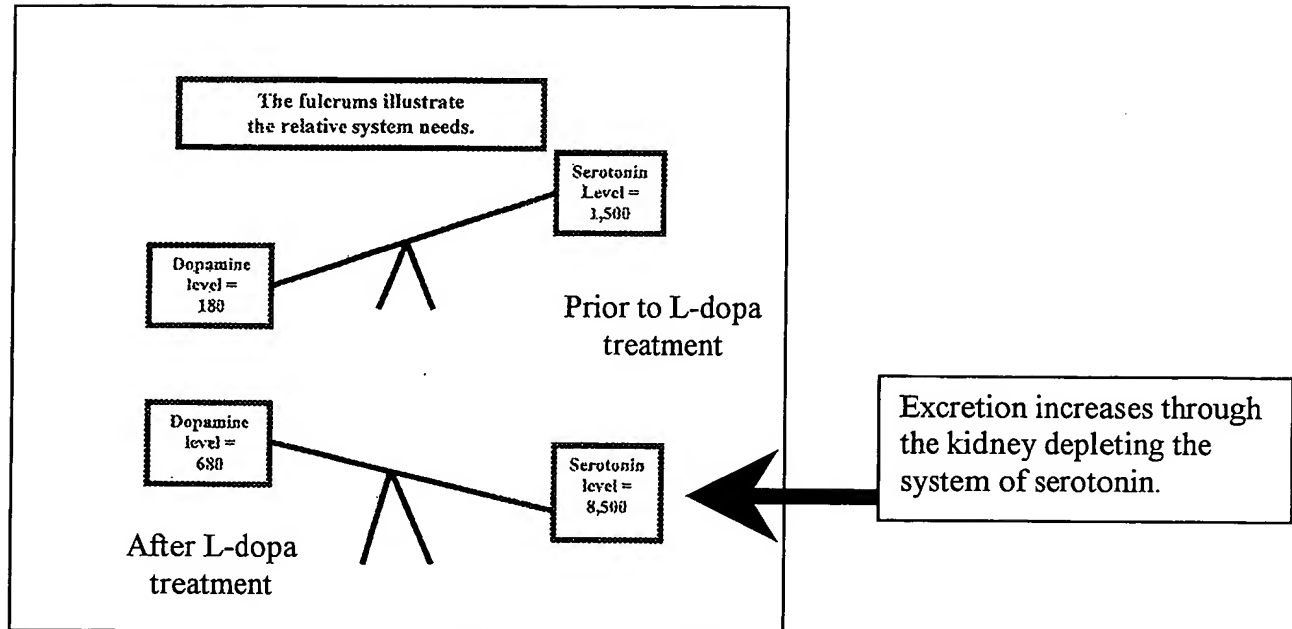 The fulcrums illustrate
the relative system needs.
Serotonin
Level =
1,500
Dopamine
level =
180
Prior to L-dopa
treatment
Dopamine
level =
680
Serotonin
level =
8,500
After L-dopa
treatment
Excretion increases through
the kidney depleting the
system of serotonin.